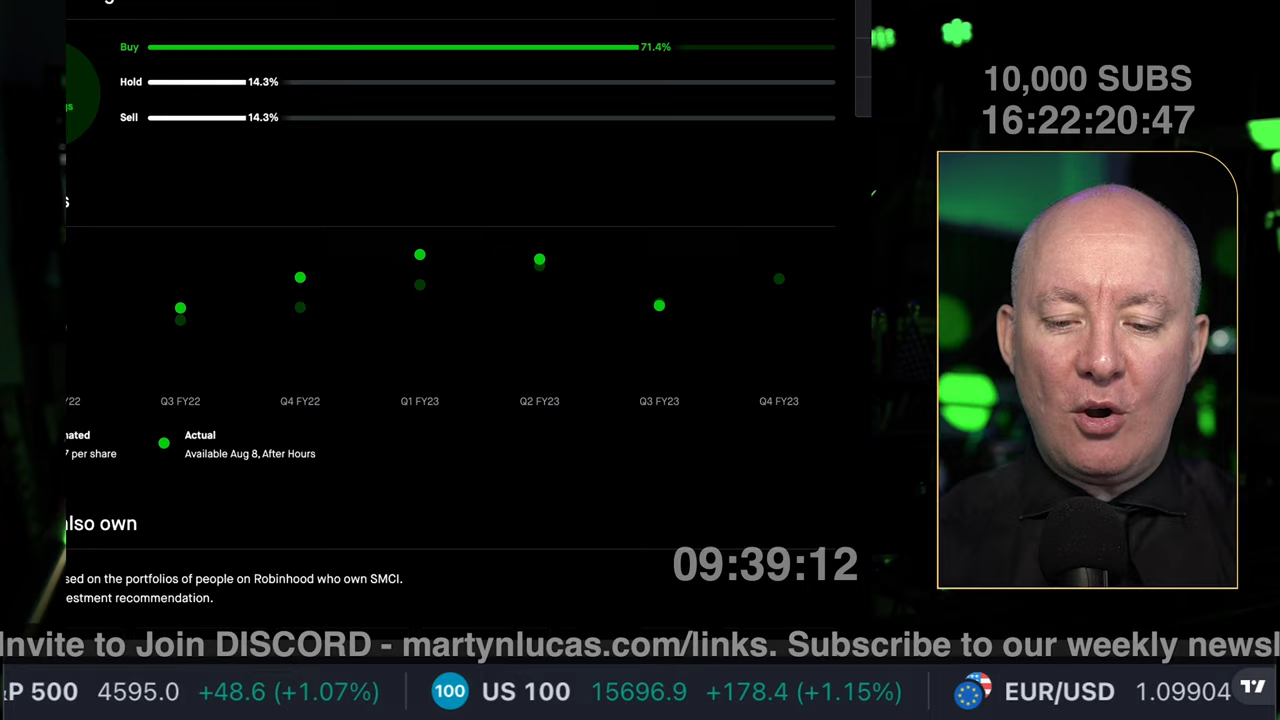 Buy 71.4%
Hold 14.3%
Sell 14.3%
10,000 SUBS
16:22:20:47
Q3 FY22 Q4 FY22 Q1 FY23 Q2 FY23 Q3 FY23 Q4 FY23
Actual
per share Available Aug 8, After Hours
also own
on the portfolios of people on Robinhood who own SMCI.
recommendation.
09:39:12
Invite to Join DISCORD - martynlucas.com/links. Subscribe to our weekly newsl
P 500 4595.0 +48.6 (+1.07%) 100 US 100 15696.9 +178.4 (+1.15%) EUR/USD 1.09904